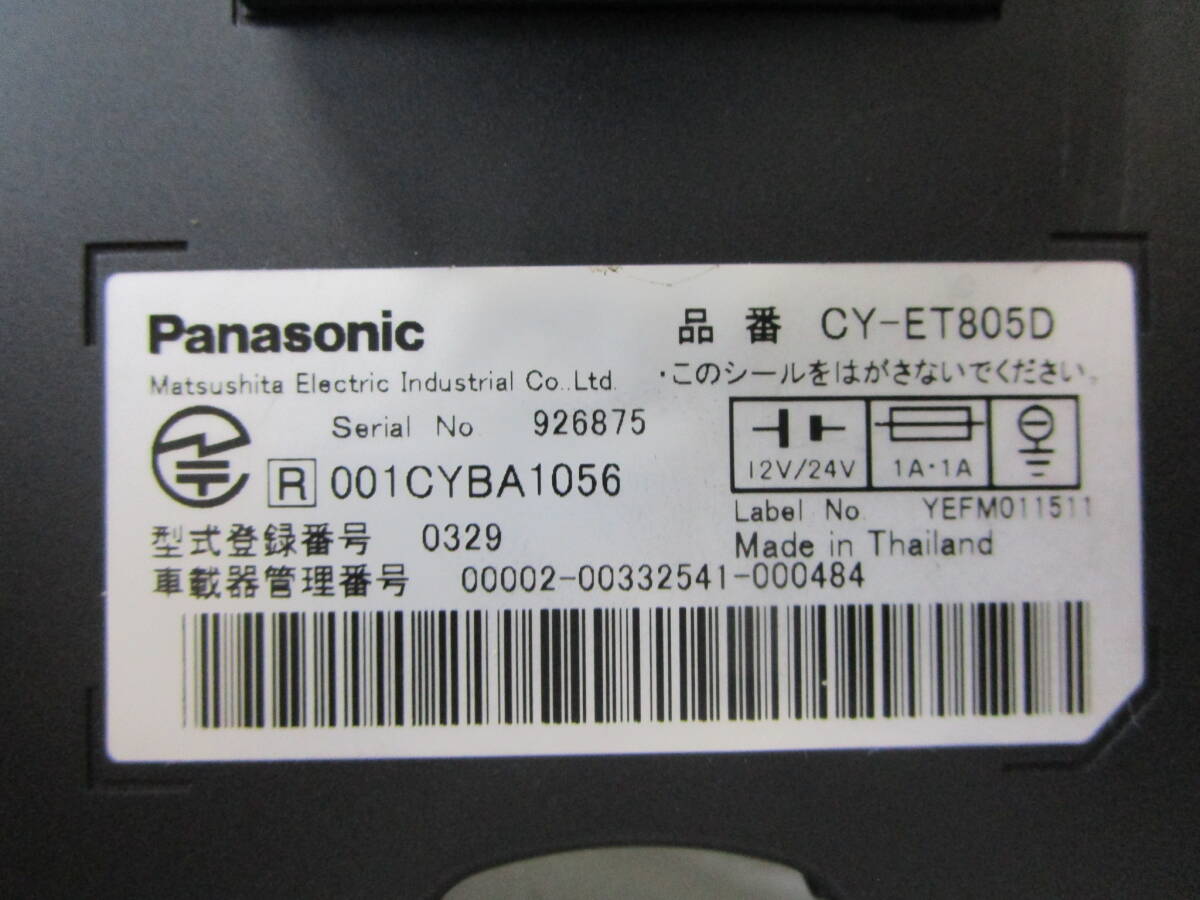 Panasonic
品番 CY-ET805D
Matsushita Electric Industrial Co.,Ltd.
・このシールをはがさないでください。
Serial No. 926875
R 001CYBA1056
12V/24V 1A・1A
Label No. YEFM011511
型式登録番号 0329
Made in Thailand
車載器管理番号 00002-00332541-000484